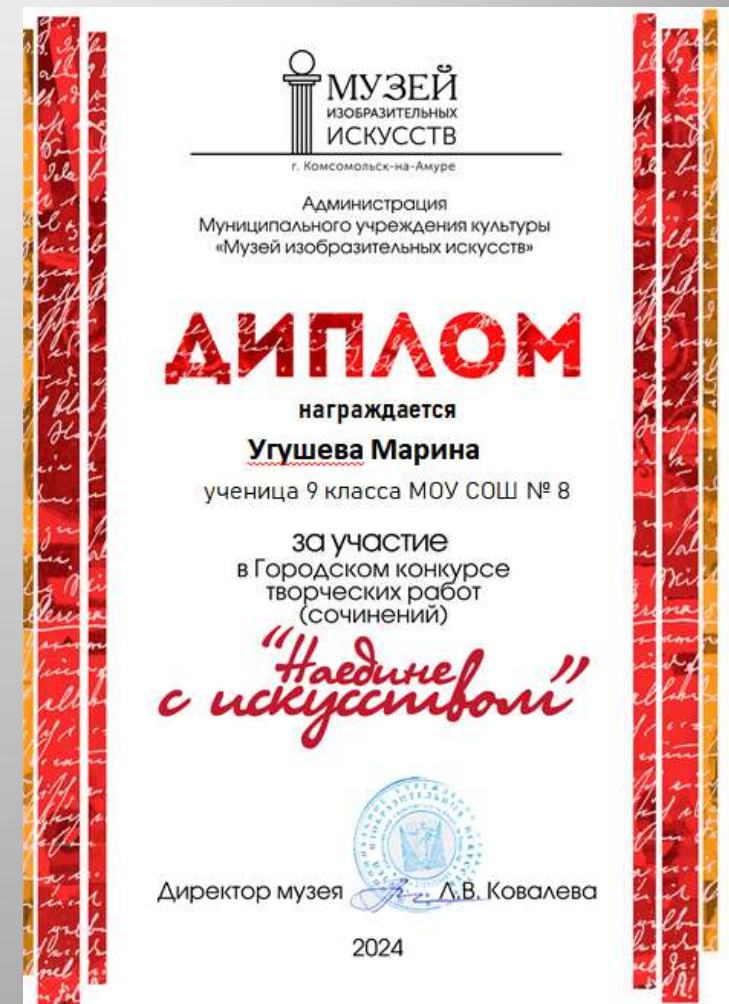 МУЗЕЙ
ИЗОБРАЗИТЕЛЬНЫХ
ИСКУССТВ
г. Комсомольск-на-Амуре
Администрация
Муниципального учреждения культуры
«Музей изобразительных искусств»
ДИПЛОМ
награждается
Угушева Марина
ученица 9 класса МОУ СОШ № 8
за участие
в Городском конкурсе
творческих работ
(сочинений)
"Наедине
с искусством"
Директор музея Л.В. Ковалева
2024